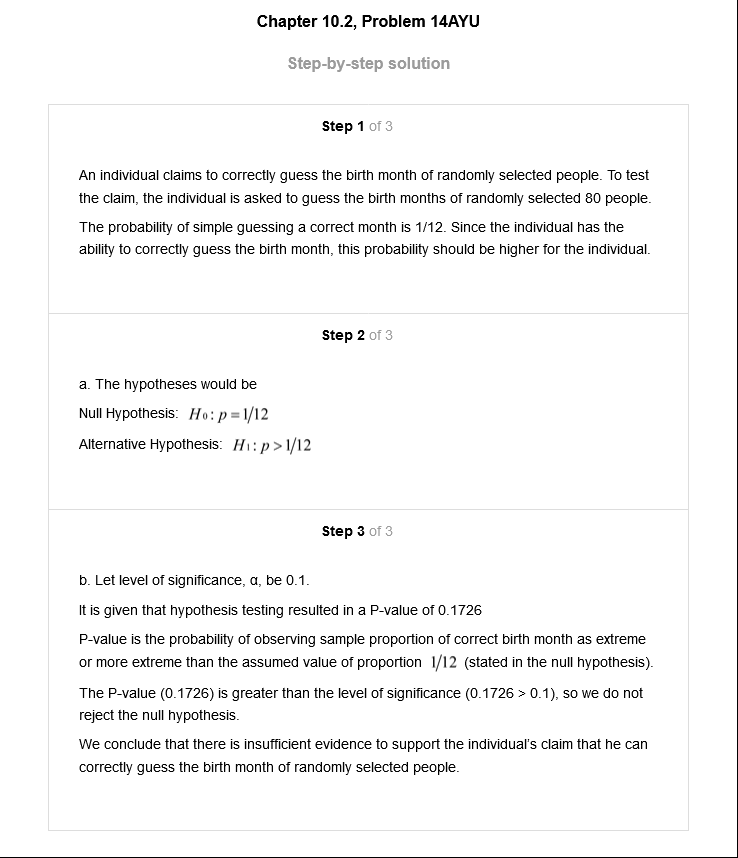 Chapter 10.2, Problem 14AYU
Step-by-step solution
Step 1 of 3
An individual claims to correctly guess the birth month of randomly selected people. To test
the claim, the individual is asked to guess the birth months of randomly selected 80 people.
The probability of simple guessing a correct month is 1/12. Since the individual has the
ability to correctly guess the birth month, this probability should be higher for the individual.
Step 2 of 3
a. The hypotheses would be
Null Hypothesis: H₀: p = 1/12
Alternative Hypothesis: H₁: p > 1/12
Step 3 of 3
b. Let level of significance, α, be 0.1.
It is given that hypothesis testing resulted in a P-value of 0.1726
P-value is the probability of observing sample proportion of correct birth month as extreme
or more extreme than the assumed value of proportion 1/12 (stated in the null hypothesis).
The P-value (0.1726) is greater than the level of significance (0.1726 > 0.1), so we do not
reject the null hypothesis.
We conclude that there is insufficient evidence to support the individual's claim that he can
correctly guess the birth month of randomly selected people.